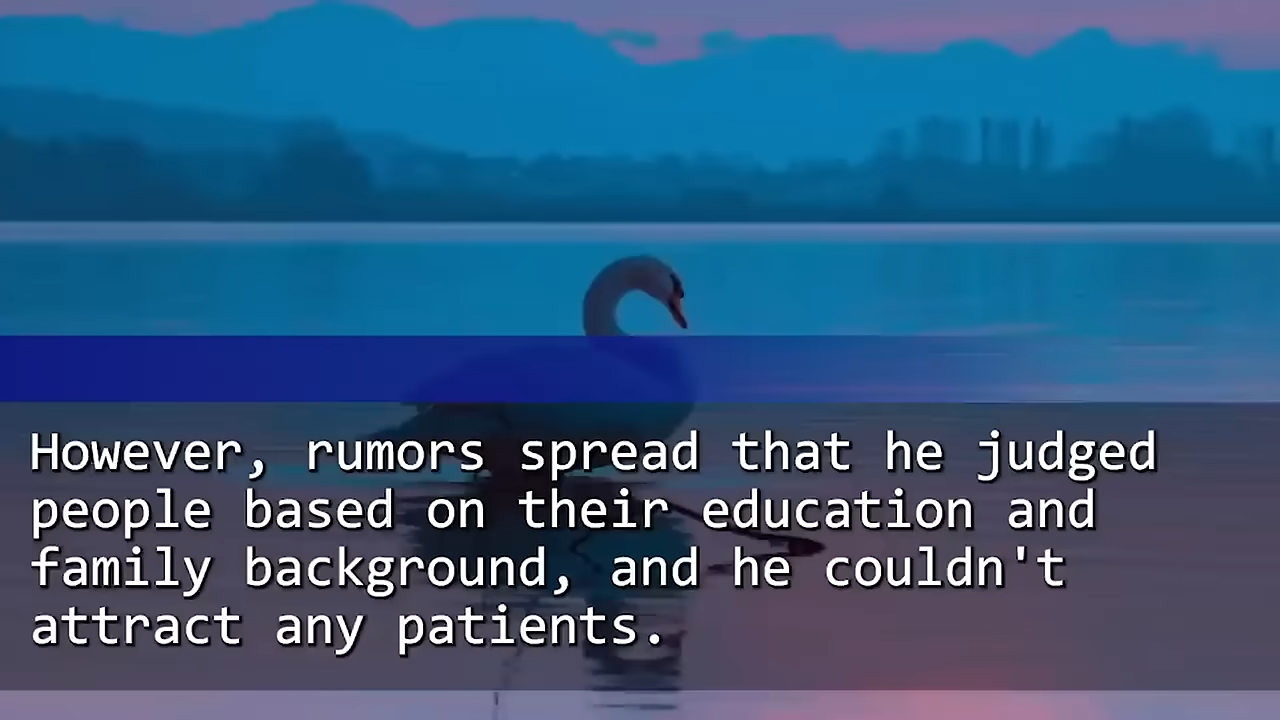 However, rumors spread that he judged
people based on their education and
family background, and he couldn't
attract any patients.